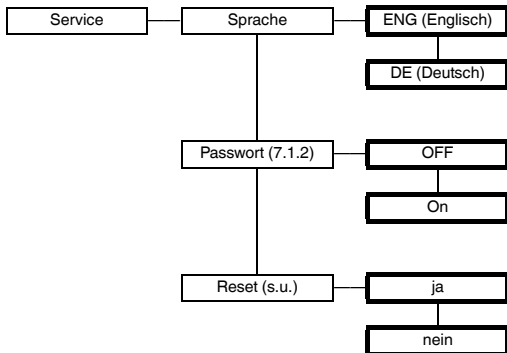 Service
Sprache
ENG (Englisch)
DE (Deutsch)
Passwort (7.1.2)
OFF
On
Reset (s.u.)
ja
nein